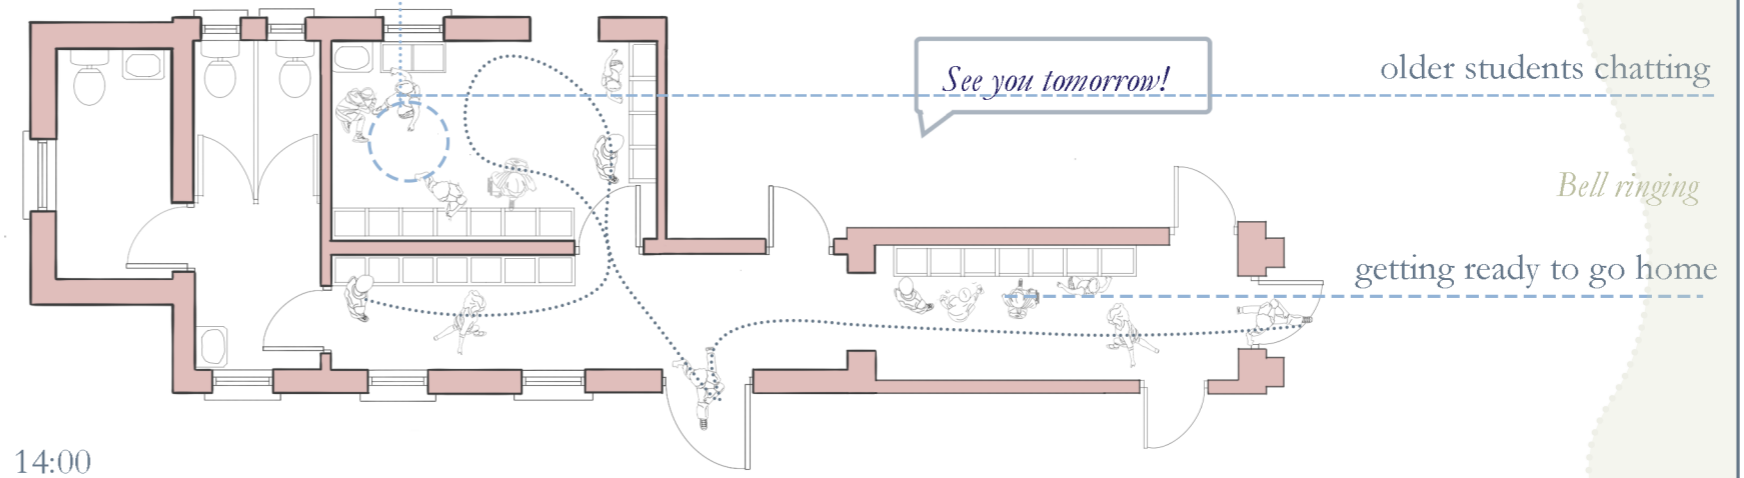 older students chatting
See you tomorrow!
Bell ringing
getting ready to go home
14:00